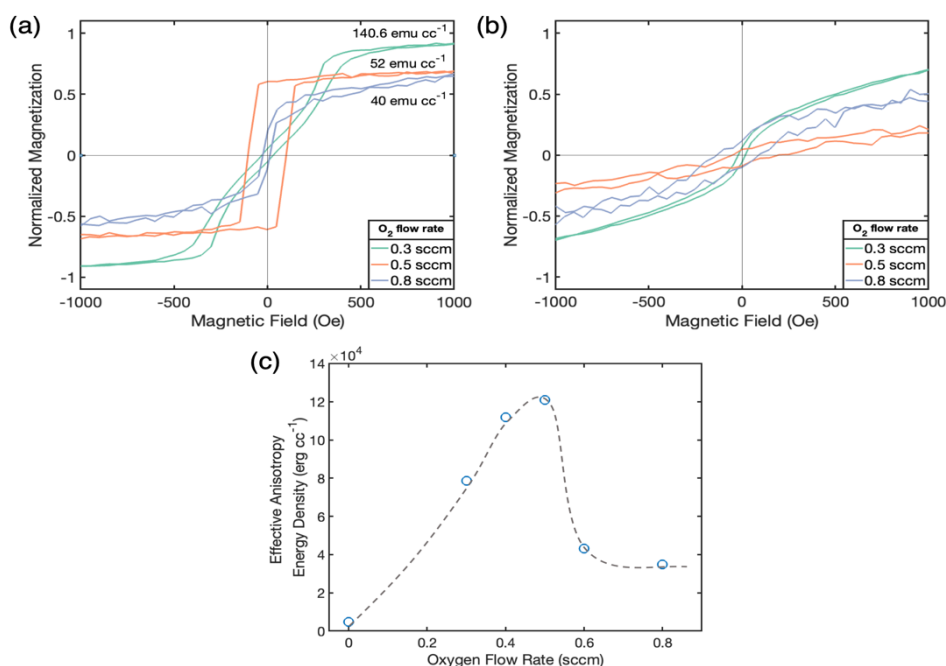 (a)
1
0.5
0
-0.5
-1
Normalized Magnetization
140.6 emu cc⁻¹
52 emu cc⁻¹
40 emu cc⁻¹
O₂ flow rate
0.3 sccm
0.5 sccm
0.8 sccm
-1000 -500 0 500 1000
Magnetic Field (Oe)
(b)
1
0.5
0
-0.5
-1
Normalized Magnetization
O₂ flow rate
0.3 sccm
0.5 sccm
0.8 sccm
-1000 -500 0 500 1000
Magnetic Field (Oe)
(c)
×10⁴
14
12
10
8
6
4
2
0
Effective Anisotropy
Energy Density (erg cc⁻¹)
0 0.2 0.4 0.6 0.8
Oxygen Flow Rate (sccm)